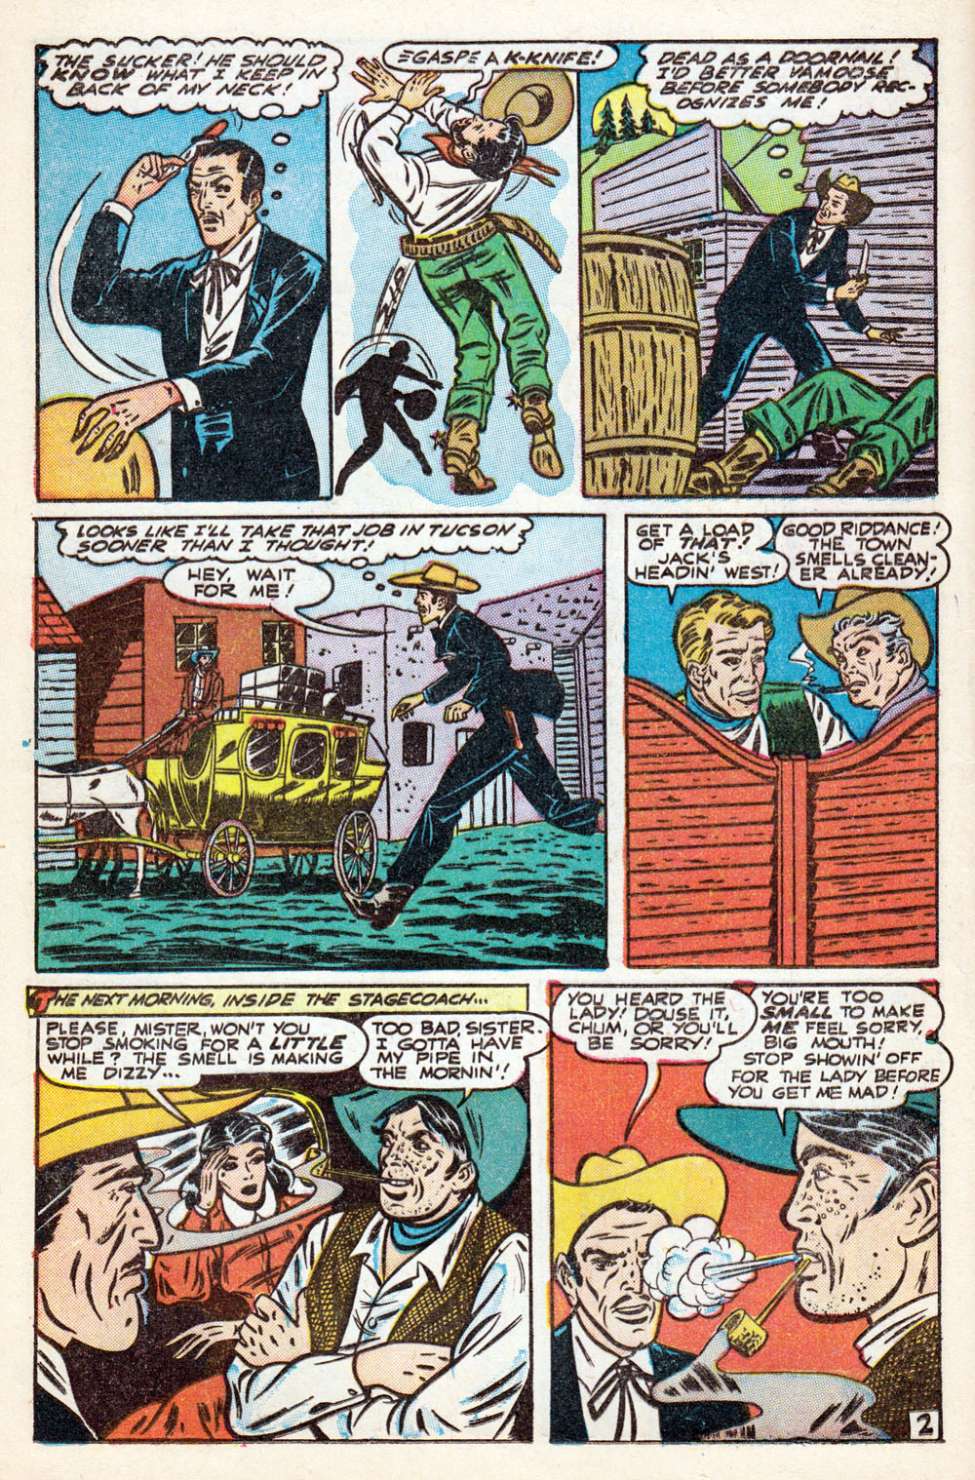 THE SUCKER! HE SHOULD
KNOW WHAT I KEEP IN
BACK OF MY NECK!
=GASP= A K-KNIFE!
ZIP
DEAD AS A DOORNAIL!
I'D BETTER VAMOOSE
BEFORE SOMEBODY REC-
OGNIZES ME!
LOOKS LIKE I'LL TAKE THAT JOB IN TUCSON
SOONER THAN I THOUGHT!
HEY, WAIT
FOR ME!
GET A LOAD
OF THAT!
JACK'S
HEADIN' WEST!
GOOD RIDDANCE!
THE TOWN
SMELLS CLEAN-
ER ALREADY!
THE NEXT MORNING, INSIDE THE STAGECOACH...
PLEASE, MISTER, WON'T YOU
STOP SMOKING FOR A LITTLE
WHILE? THE SMELL IS MAKING
ME DIZZY...
TOO BAD, SISTER.
I GOTTA HAVE
MY PIPE IN
THE MORNIN'!
YOU HEARD THE
LADY! DOUSE IT,
CHUM, OR YOU'LL
BE SORRY!
YOU'RE TOO
SMALL TO MAKE
ME FEEL SORRY,
BIG MOUTH!
STOP SHOWIN' OFF
FOR THE LADY BEFORE
YOU GET ME MAD!
2